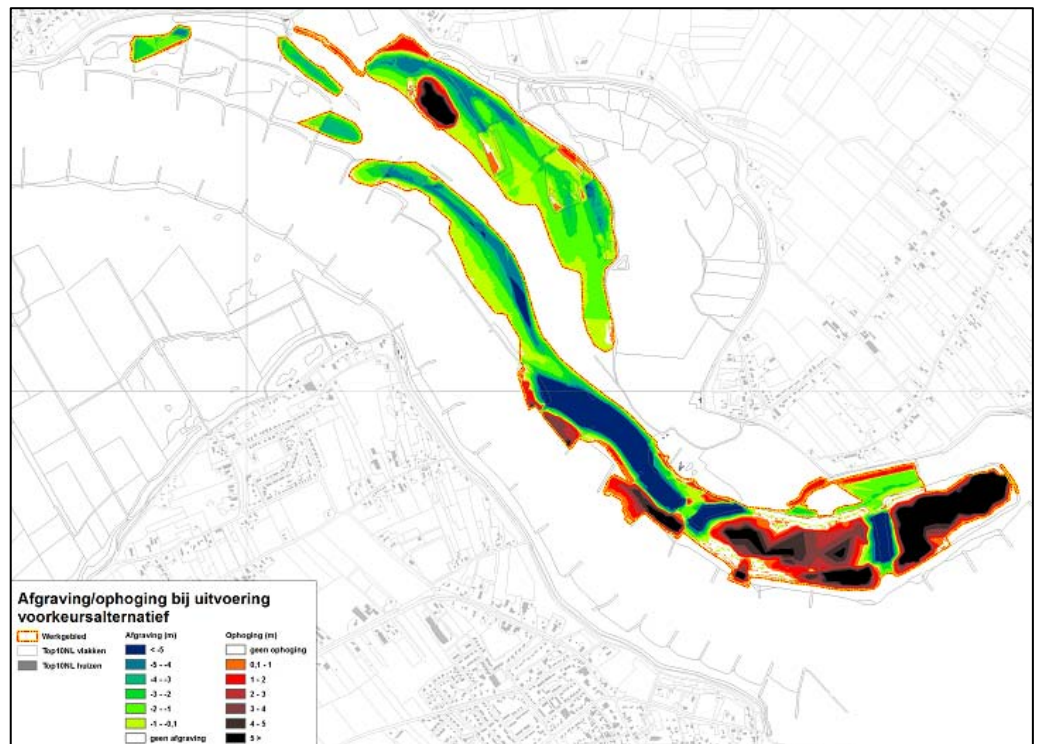 Afgraving/ophoging bij uitvoering
voorkeursalternatief
Werkgebied
Top10NL vlakken
Top10NL huizen
Afgraving (m)
< -5
-5 - -4
-4 - -3
-3 - -2
-2 - -1
-1 - -0,1
geen afgraving
Ophoging (m)
geen ophoging
0,1 - 1
1 - 2
2 - 3
3 - 4
4 - 5
5 >